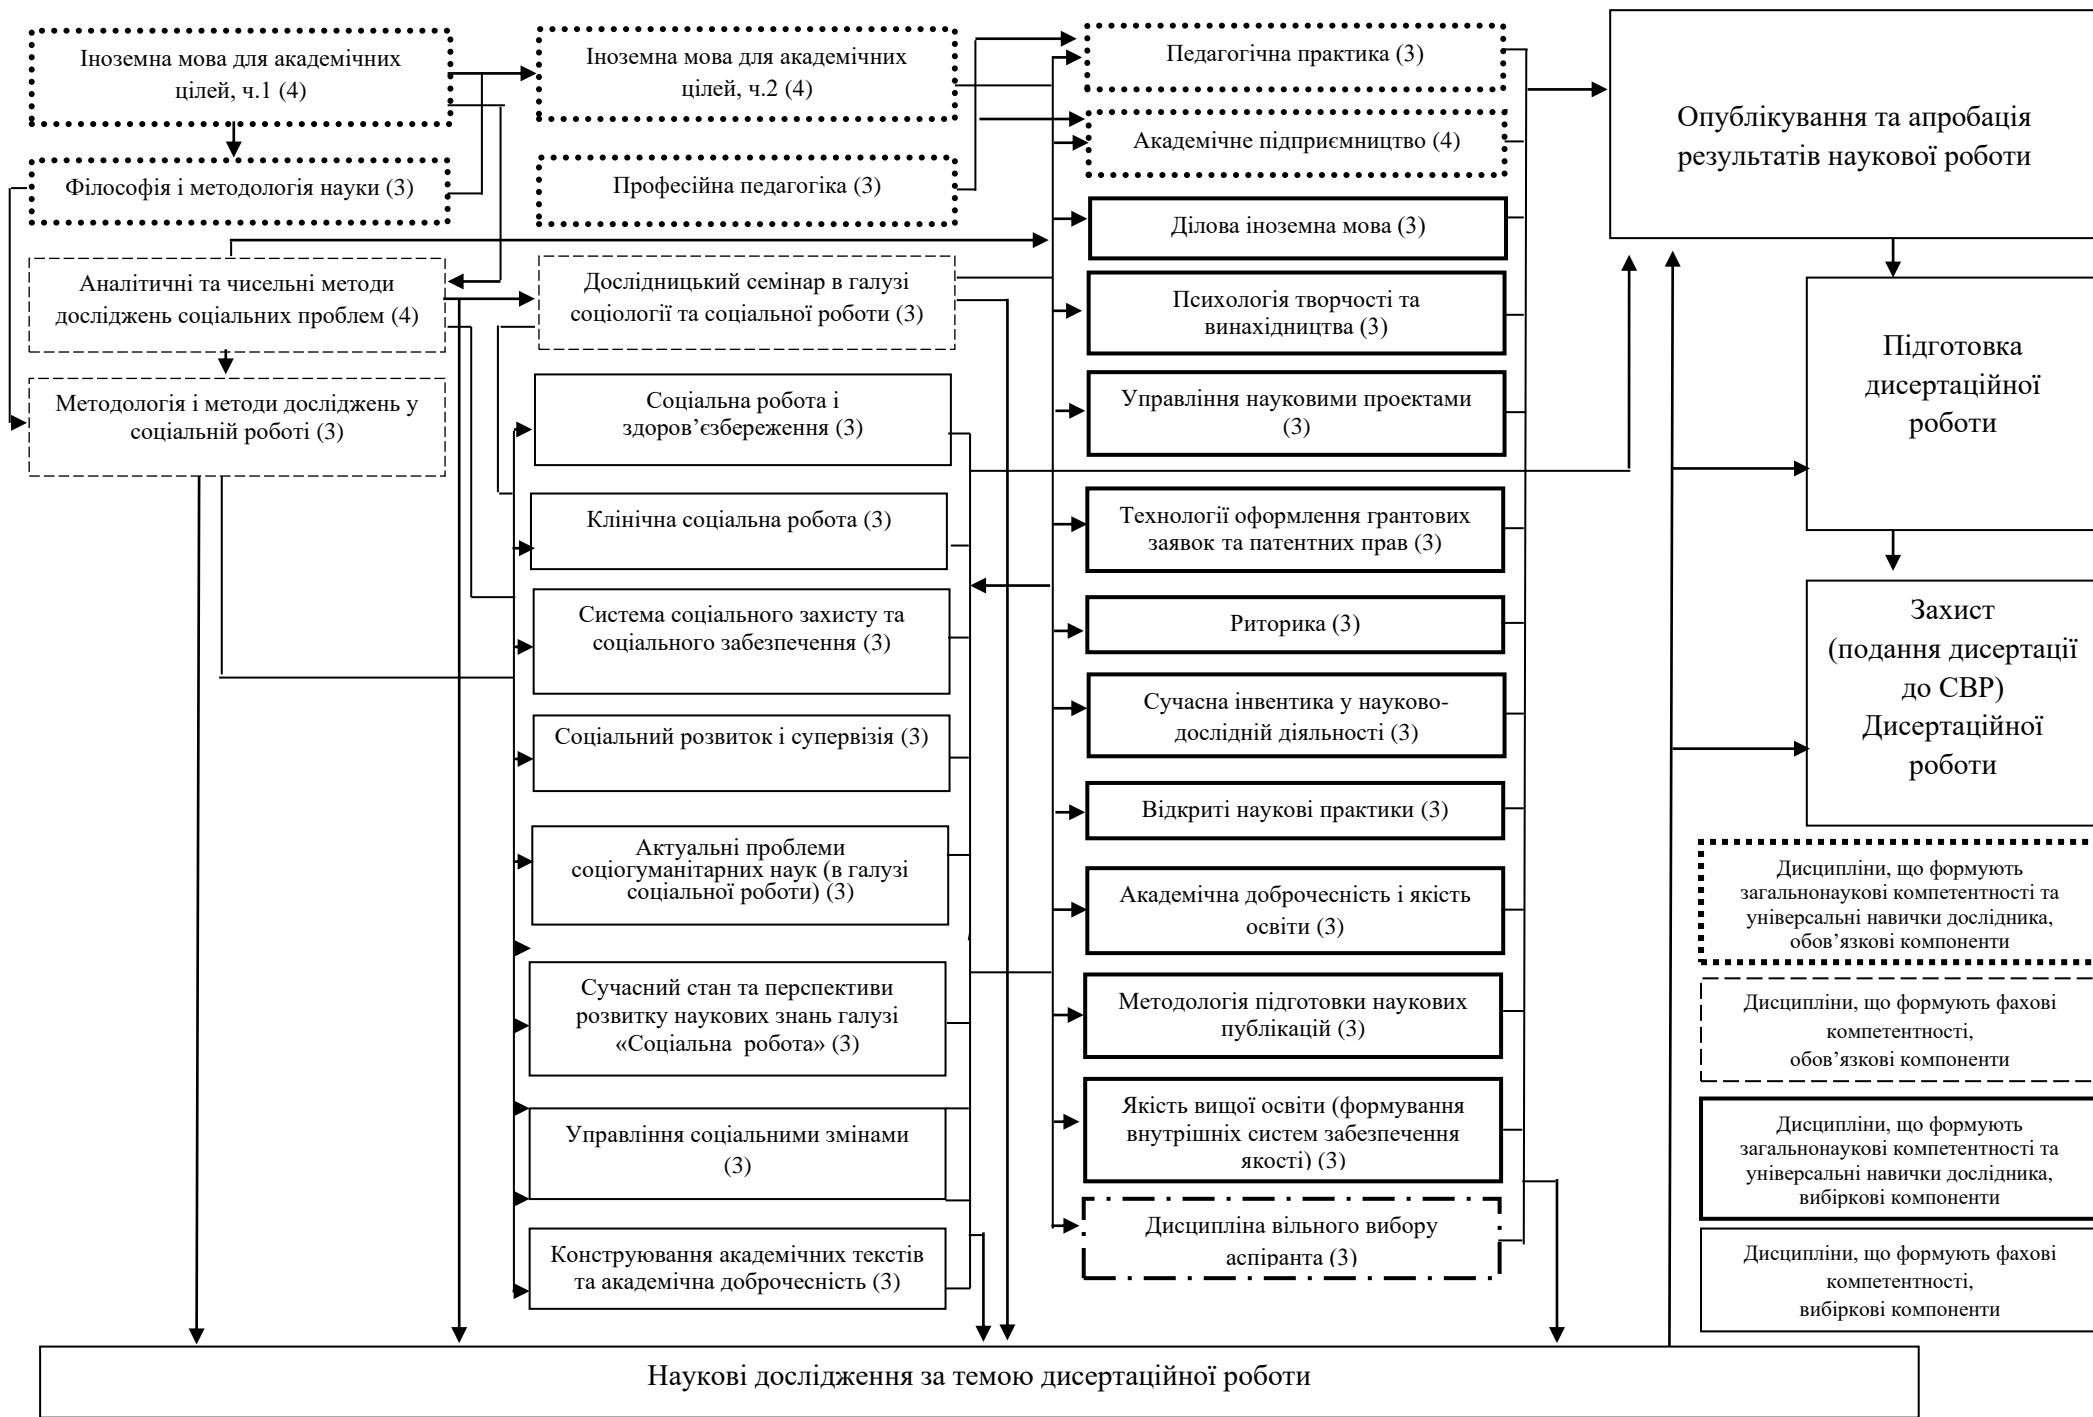 Іноземна мова для академічних
цілей, ч.1 (4)
Філософія і методологія науки (3)
Аналітичні та чисельні методи
досліджень соціальних проблем (4)
Методологія і методи досліджень у
соціальній роботі (3)
Іноземна мова для академічних
цілей, ч.2 (4)
Професійна педагогіка (3)
Дослідницький семінар в галузі
соціології та соціальної роботи (3)
Соціальна робота і
здоров’єзбереження (3)
Клінічна соціальна робота (3)
Система соціального захисту та
соціального забезпечення (3)
Соціальний розвиток і супервізія (3)
Актуальні проблеми
соціогуманітарних наук (в галузі
соціальної роботи) (3)
Сучасний стан та перспективи
розвитку наукових знань галузі
«Соціальна робота» (3)
Управління соціальними змінами
(3)
Конструювання академічних текстів
та академічна доброчесність (3)
Педагогічна практика (3)
Академічне підприємництво (4)
Ділова іноземна мова (3)
Психологія творчості та
винахідництва (3)
Управління науковими проектами
(3)
Технології оформлення грантових
заявок та патентних прав (3)
Риторика (3)
Сучасна інвентика у науково-
дослідній діяльності (3)
Відкриті наукові практики (3)
Академічна доброчесність і якість
освіти (3)
Методологія підготовки наукових
публікацій (3)
Якість вищої освіти (формування
внутрішніх систем забезпечення
якості) (3)
Дисципліна вільного вибору
аспіранта (3)
Опублікування та апробація
результатів наукової роботи
Підготовка
дисертаційної
роботи
Захист
(подання дисертації
до СВР)
Дисертаційної
роботи
Дисципліни, що формують
загальнонаукові компетентності та
універсальні навички дослідника,
обов’язкові компоненти
Дисципліни, що формують фахові
компетентності,
обов’язкові компоненти
Дисципліни, що формують
загальнонаукові компетентності та
універсальні навички дослідника,
вибіркові компоненти
Дисципліни, що формують фахові
компетентності,
вибіркові компоненти
Наукові дослідження за темою дисертаційної роботи